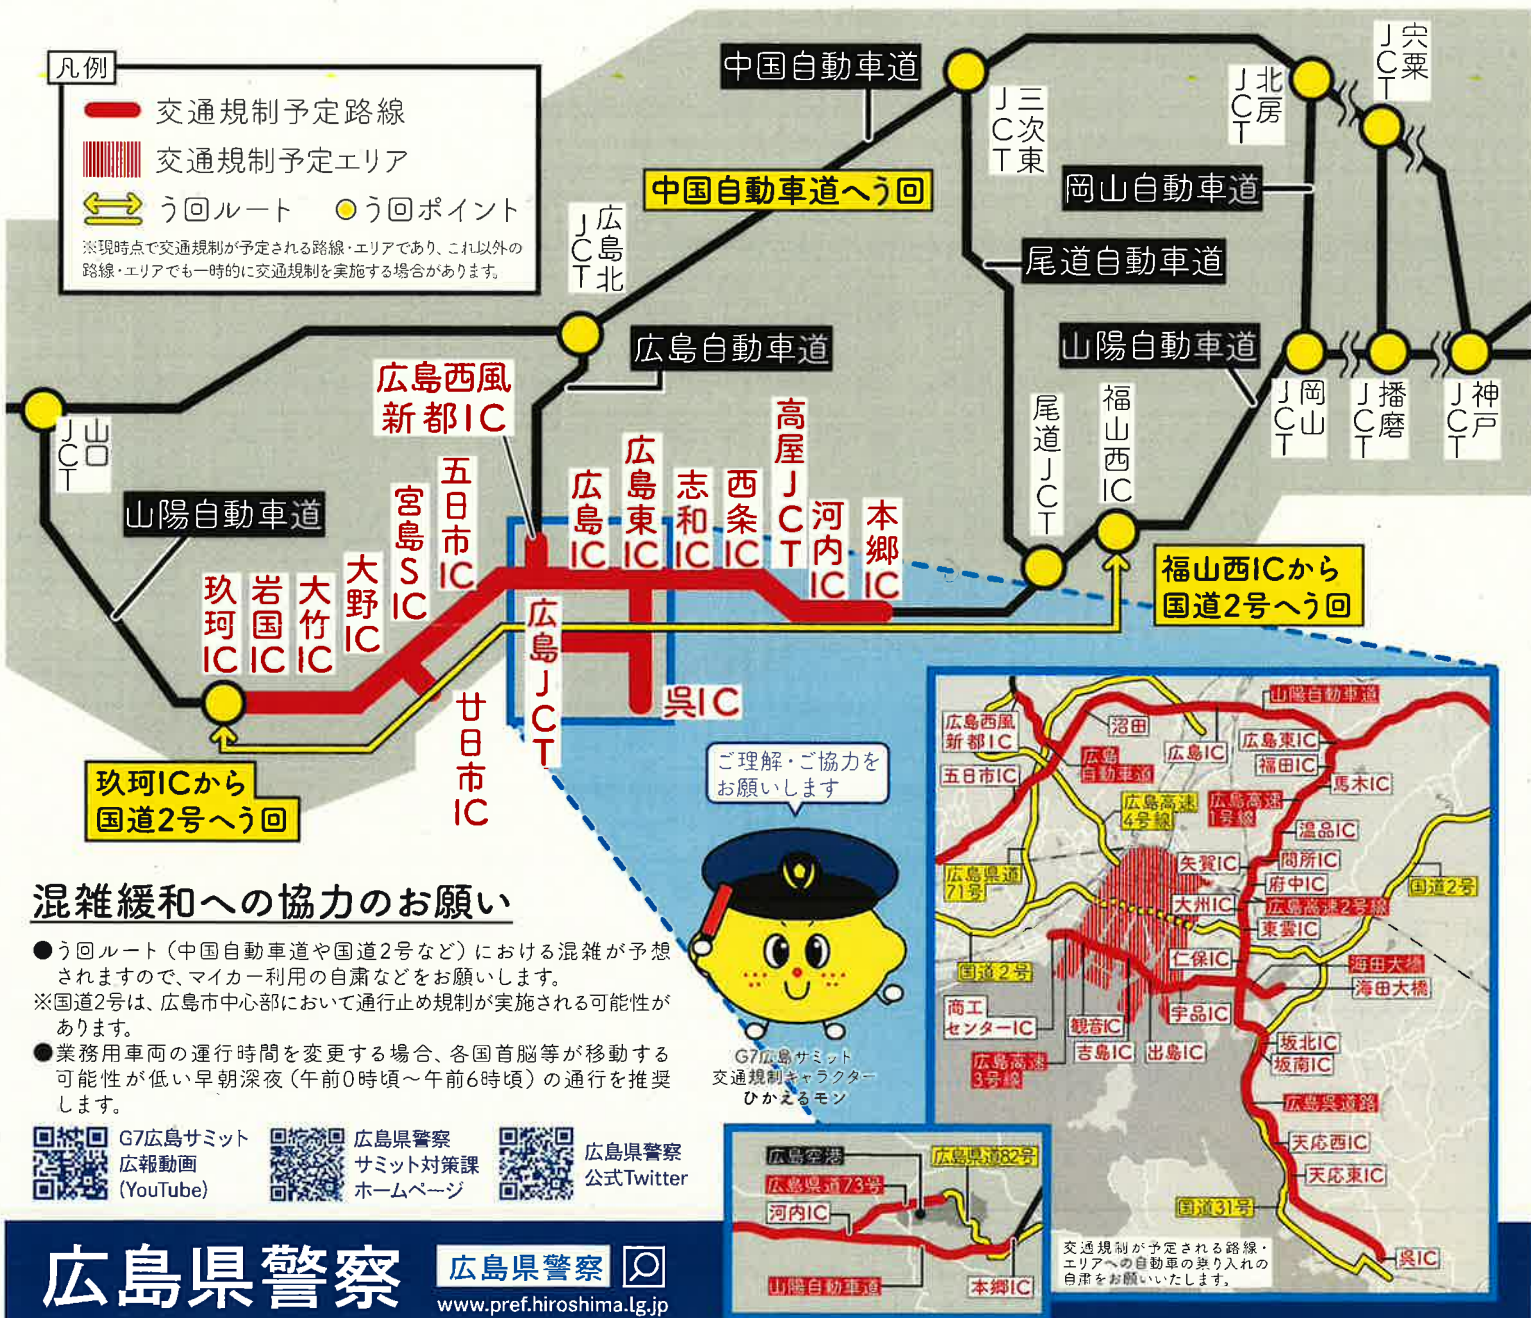 凡例
交通規制予定路線
交通規制予定エリア
う回ルート
う回ポイント
※現時点で交通規制が予定される路線・エリアであり、これ以外の
路線・エリアでも一時的に交通規制を実施する場合があります。
中国自動車道
宍粟JCT
北房JCT
三次東JCT
中国自動車道へう回
岡山自動車道
広島北JCT
尾道自動車道
広島自動車道
山陽自動車道
広島西風
新都IC
山口JCT
岡山JCT
播磨JCT
神戸JCT
尾道JCT
福山西IC
山陽自動車道
玖珂IC
岩国IC
大竹IC
大野IC
宮島SIC
五日市IC
広島IC
広島東IC
志和IC
西条IC
高屋JCT
河内IC
本郷IC
福山西ICから
国道2号へう回
広島JCT
呉IC
廿日市IC
玖珂ICから
国道2号へう回
ご理解・ご協力を
お願いします
混雑緩和への協力のお願い
●う回ルート(中国自動車道や国道2号など)における混雑が予想
されますので、マイカー利用の自粛などをお願いします。
※国道2号は、広島市中心部において通行止め規制が実施される可能性が
あります。
●業務用車両の運行時間を変更する場合、各国首脳等が移動する
可能性が低い早朝深夜(午前0時頃〜午前6時頃)の通行を推奨
します。
G7広島サミット
交通規制キャラクター
ひかえるモン
G7広島サミット
広報動画
(YouTube)
広島県警察
サミット対策課
ホームページ
広島県警察
公式Twitter
広島県警察
広島県警察
www.pref.hiroshima.lg.jp
広島空港
広島県道82号
広島県道73号
河内IC
山陽自動車道
本郷IC
山陽自動車道
広島西風
新都IC
沼田
広島IC
広島東IC
五日市IC
広島
自動車道
福田IC
馬木IC
広島高速
4号線
広島高速
1号線
温品IC
広島県道
71号
矢賀IC
間所IC
府中IC
国道2号
大州IC
広島高速2号線
東雲IC
国道2号
仁保IC
海田大橋
海田大橋
商工
センターIC
観音IC
宇品IC
吉島IC
出島IC
坂北IC
坂南IC
広島高速
3号線
広島呉道路
天応西IC
天応東IC
国道31号
呉IC
交通規制が予定される路線・
エリアへの自動車の乗り入れの
自粛をお願いいたします。